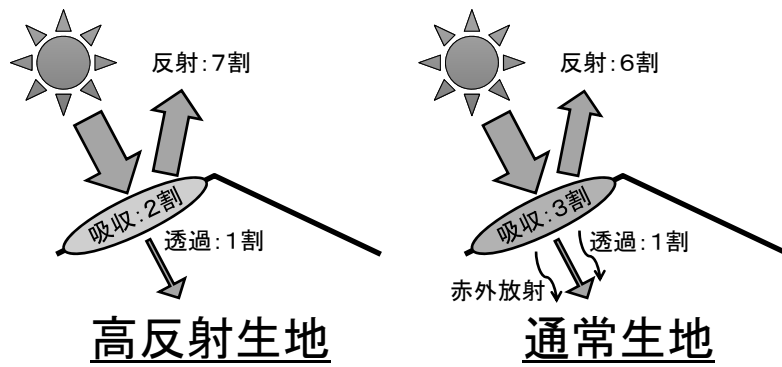 反射:7割
吸収:2割
透過:1割
高反射生地
反射:6割
吸収:3割
透過:1割
赤外放射
通常生地